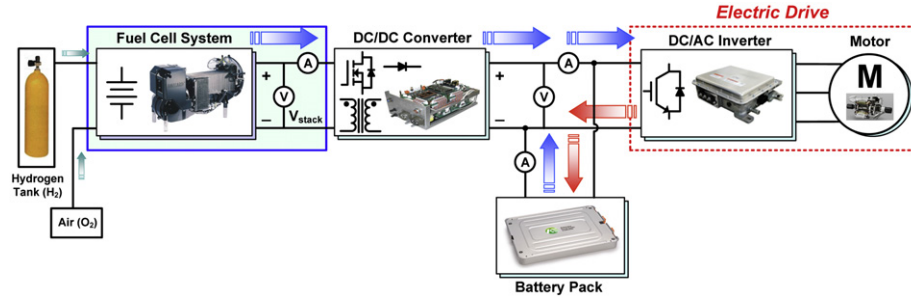 Electric Drive
Fuel Cell System
DC/DC Converter
DC/AC Inverter
Motor
A
A
+
+
V
V
M
Vstack
−
−
A
Hydrogen
Tank (H2)
Air (O2)
Battery Pack